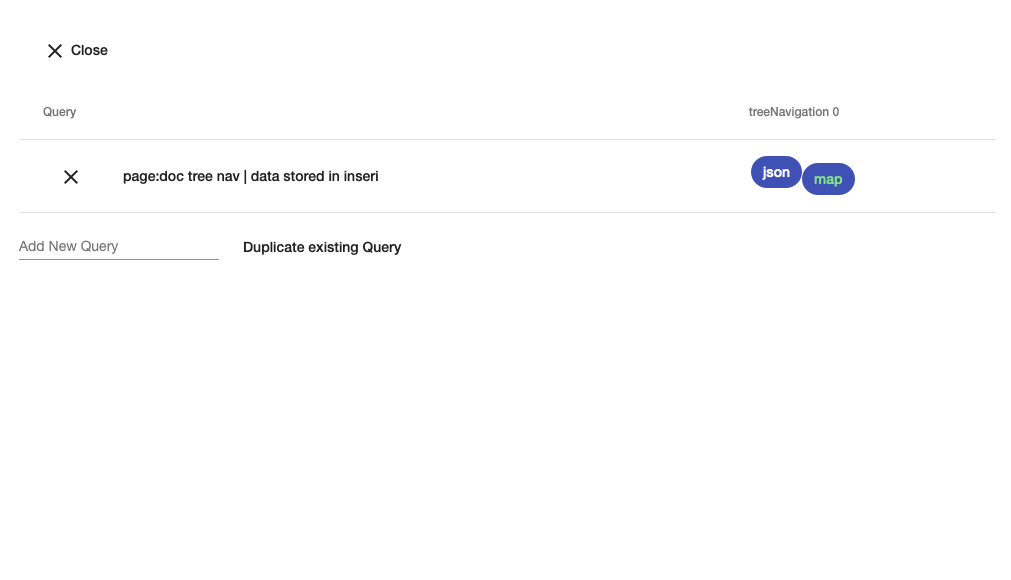 Close
Query treeNavigation 0
page:doc tree nav | data stored in inseri json map
Add New Query Duplicate existing Query